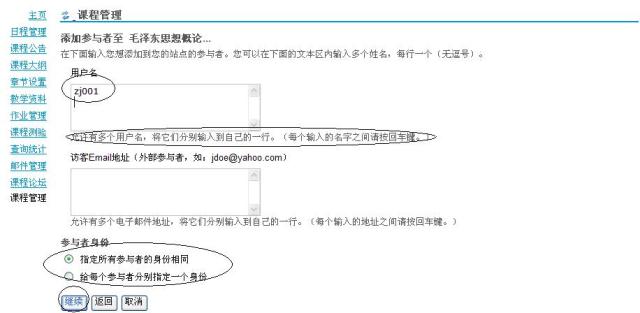 主页
日程管理
课程公告
课程大纲
章节设置
教学资料
作业管理
课程测验
查询统计
邮件管理
课程论坛
课程管理
课程管理
添加参与者至 毛泽东思想概论...
在下面输入您想添加到您的站点的参与者。您可以在下面的文本区内输入多个姓名，每行一个（无逗号）。
用户名
zj001
允许有多个用户名，将它们分别输入到自己的一行。（每个输入的名字之间请按回车键。）
访客Email地址（外部参与者，如：jdoe@yahoo.com）
允许有多个电子邮件地址，将它们分别输入到自己的一行。（每个输入的地址之间请按回车键。）
参与者身份
指定所有参与者的身份相同
给每个参与者分别指定一个身份
继续 返回 取消